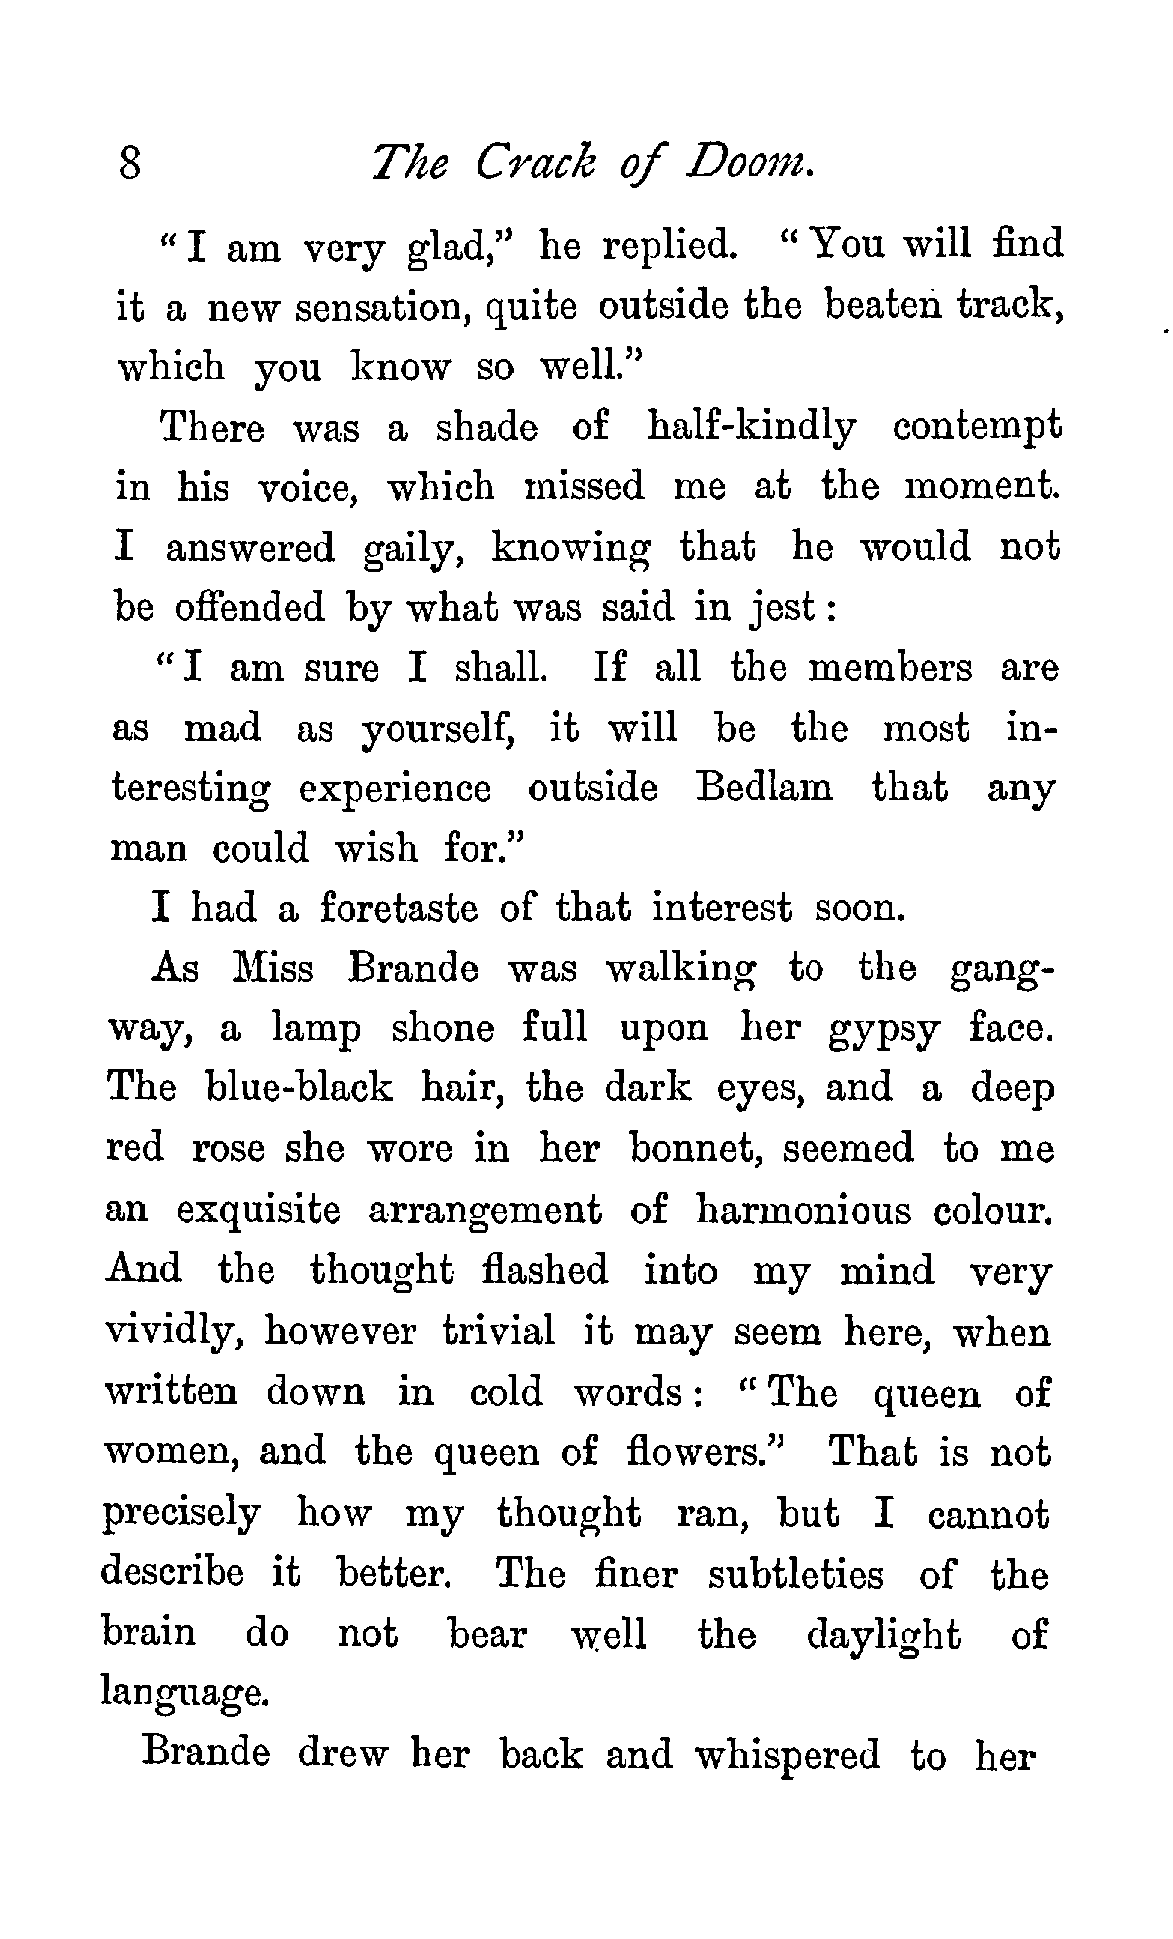 8 The Crack of Doom.
“I am very glad,” he replied. “You will find
it a new sensation, quite outside the beaten track,
which you know so well.”
There was a shade of half-kindly contempt
in his voice, which missed me at the moment.
I answered gaily, knowing that he would not
be offended by what was said in jest :
“I am sure I shall. If all the members are
as mad as yourself, it will be the most in-
teresting experience outside Bedlam that any
man could wish for.”
I had a foretaste of that interest soon.
As Miss Brande was walking to the gang-
way, a lamp shone full upon her gypsy face.
The blue-black hair, the dark eyes, and a deep
red rose she wore in her bonnet, seemed to me
an exquisite arrangement of harmonious colour.
And the thought flashed into my mind very
vividly, however trivial it may seem here, when
written down in cold words : “The queen of
women, and the queen of flowers.” That is not
precisely how my thought ran, but I cannot
describe it better. The finer subtleties of the
brain do not bear well the daylight of
language.
Brande drew her back and whispered to her